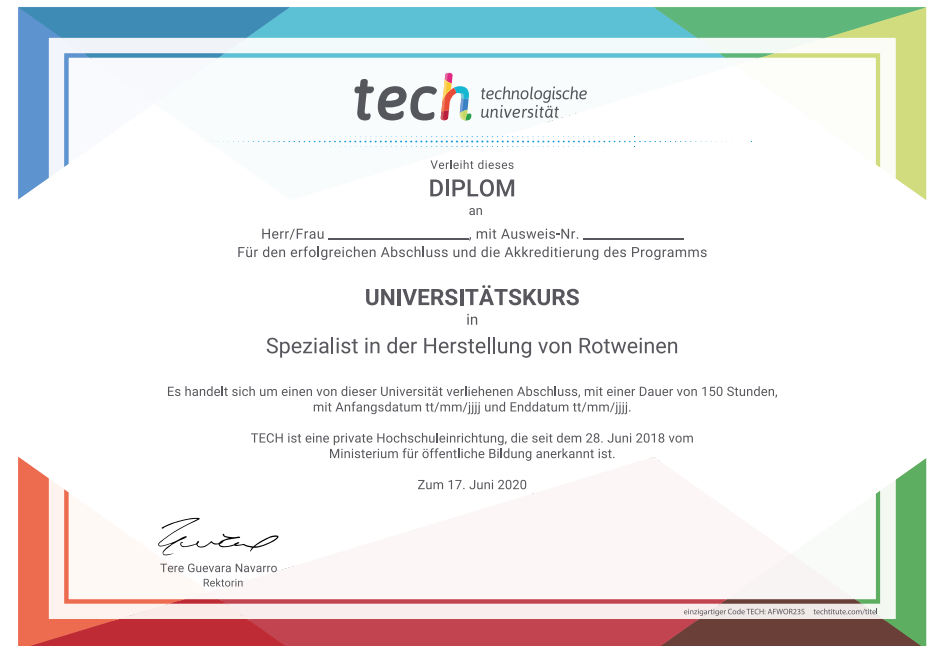 tech technologische
universität
Verleiht dieses
DIPLOM
an
Herr/Frau ____________________, mit Ausweis-Nr. ______________
Für den erfolgreichen Abschluss und die Akkreditierung des Programms
UNIVERSITÄTSKURS
in
Spezialist in der Herstellung von Rotweinen
Es handelt sich um einen von dieser Universität verliehenen Abschluss, mit einer Dauer von 150 Stunden,
mit Anfangsdatum tt/mm/jjjj und Enddatum tt/mm/jjjj.
TECH ist eine private Hochschuleinrichtung, die seit dem 28. Juni 2018 vom
Ministerium für öffentliche Bildung anerkannt ist.
Zum 17. Juni 2020
Tere Guevara Navarro
Rektorin
einzigartiger Code TECH: AFWOR23S techtitute.com/titel